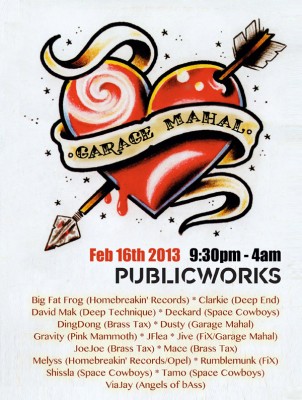 GARAGE MAHAL
Feb 16th 2013 9:30pm - 4am
PUBLICWORKS
Big Fat Frog (Homebreakin' Records) * Clarkie (Deep End)
David Mak (Deep Technique) * Deckard (Space Cowboys)
DingDong (Brass Tax) * Dusty (Garage Mahal)
Gravity (Pink Mammoth) * JFlea * Jive (FiX/Garage Mahal)
JoeJoe (Brass Tax) * Mace (Brass Tax)
Melyss (Homebreakin' Records/Opel) * Rumblemunk (FiX)
Shissla (Space Cowboys) * Tamo (Space Cowboys)
ViaJay (Angels of bAss)